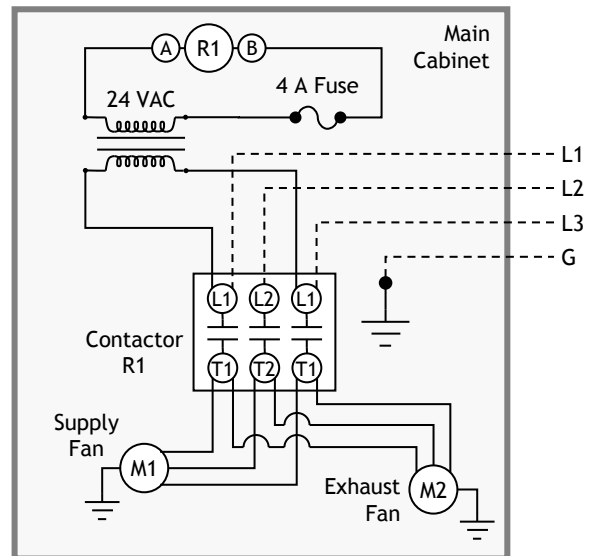 Main
Cabinet
A R1 B
24 VAC
4 A Fuse
L1
L2
L3
G
L1 L2 L1
Contactor
R1
T1 T2 T1
Supply
Fan
M1
Exhaust
Fan
M2